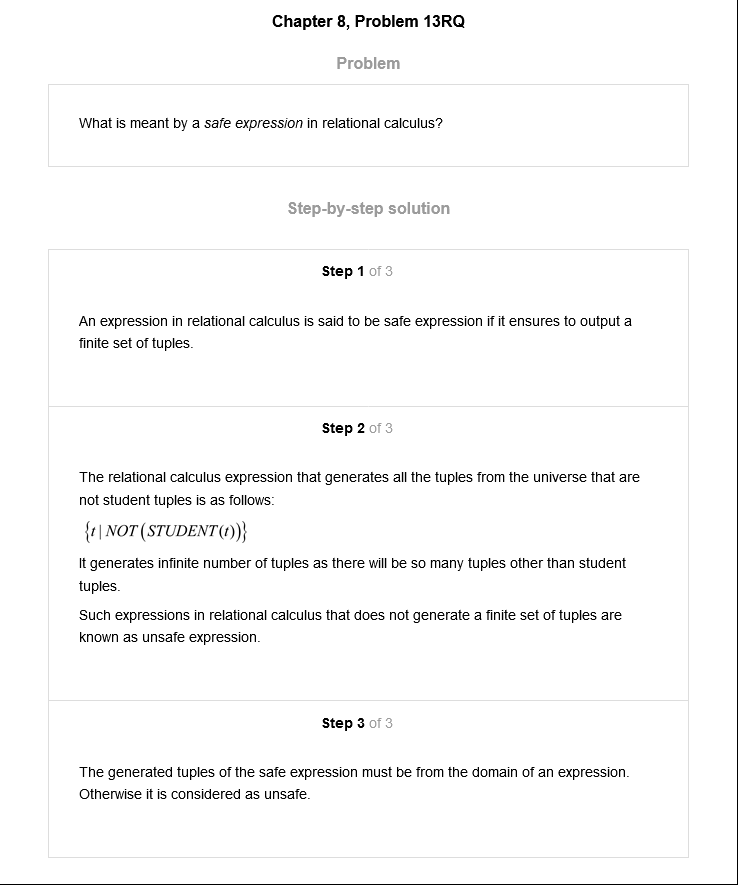 Chapter 8, Problem 13RQ
Problem
What is meant by a safe expression in relational calculus?
Step-by-step solution
Step 1 of 3
An expression in relational calculus is said to be safe expression if it ensures to output a
finite set of tuples.
Step 2 of 3
The relational calculus expression that generates all the tuples from the universe that are
not student tuples is as follows:
{t | NOT (STUDENT(t))}
It generates infinite number of tuples as there will be so many tuples other than student
tuples.
Such expressions in relational calculus that does not generate a finite set of tuples are
known as unsafe expression.
Step 3 of 3
The generated tuples of the safe expression must be from the domain of an expression.
Otherwise it is considered as unsafe.